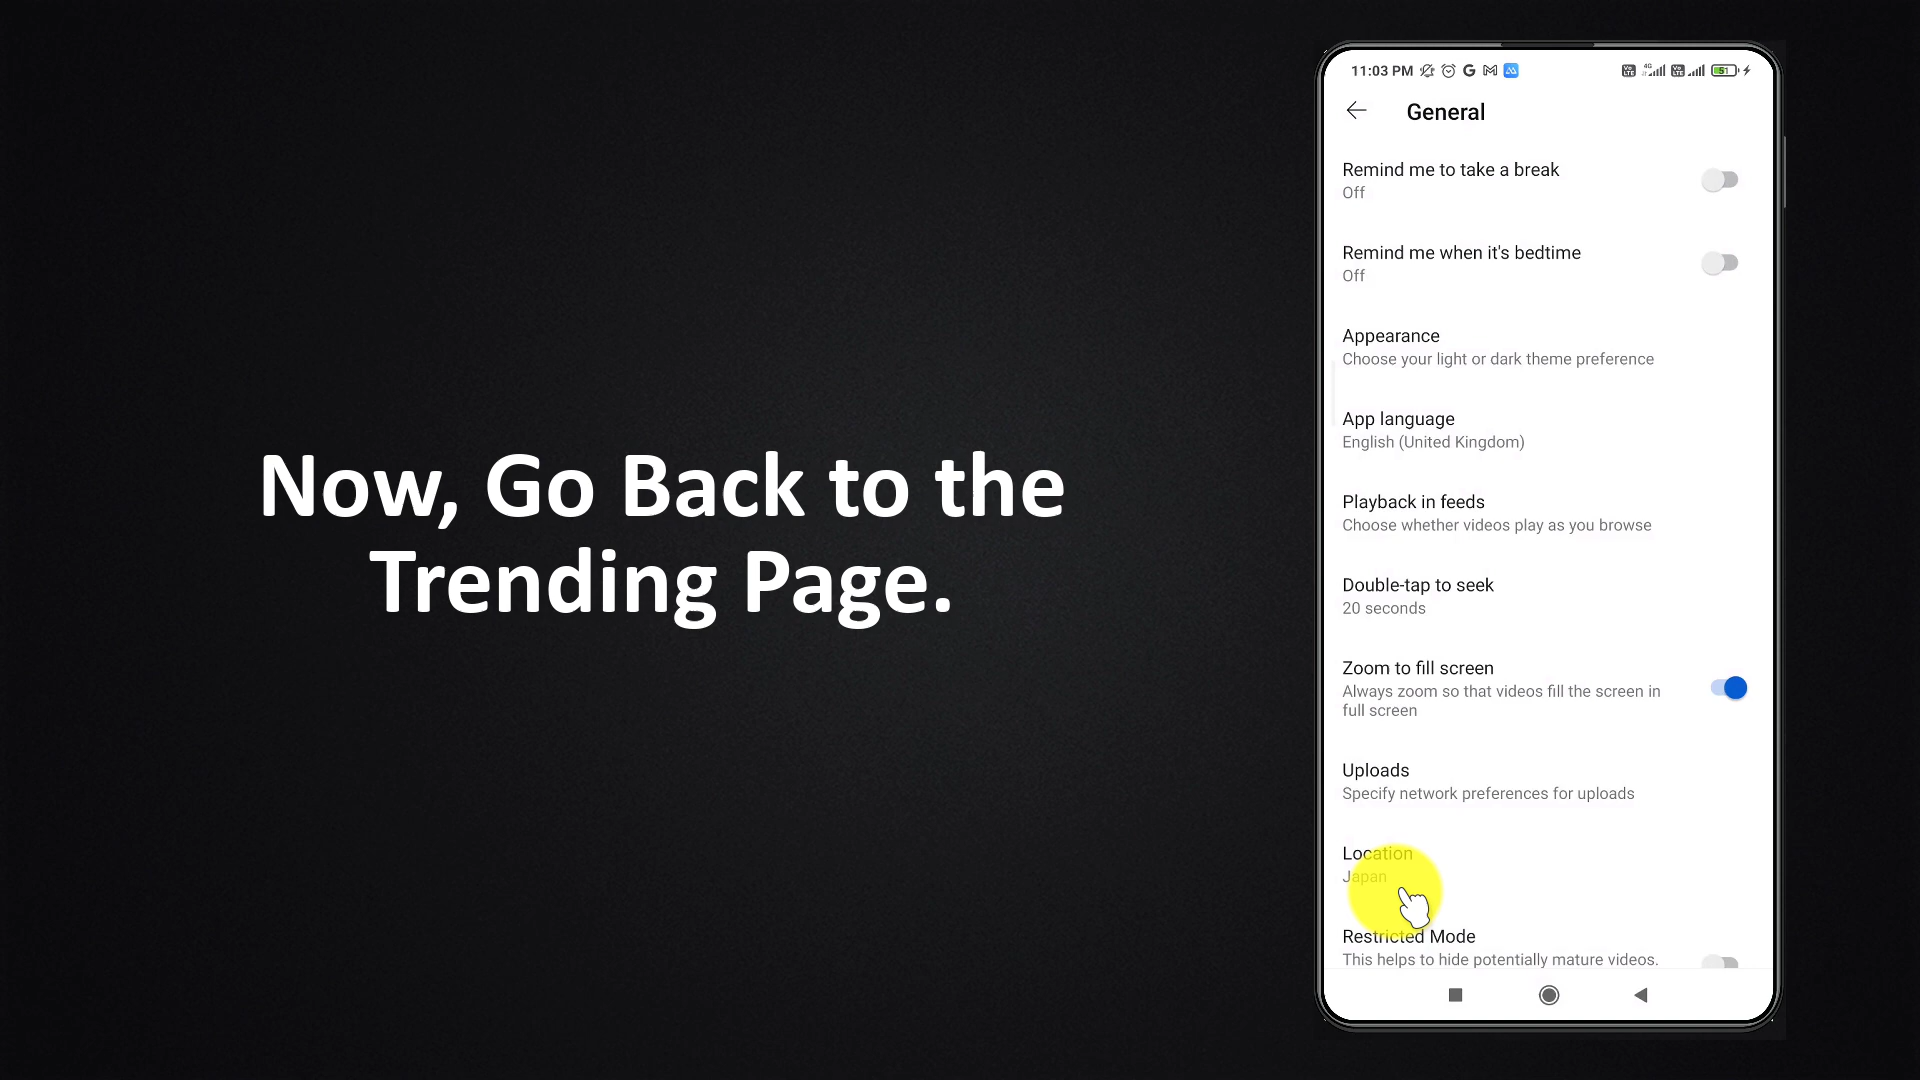 Now, Go Back to the
Trending Page.
11:03 PM
4G
51
General
Remind me to take a break
Off
Remind me when it's bedtime
Off
Appearance
Choose your light or dark theme preference
App language
English (United Kingdom)
Playback in feeds
Choose whether videos play as you browse
Double-tap to seek
20 seconds
Zoom to fill screen
Always zoom so that videos fill the screen in
full screen
Uploads
Specify network preferences for uploads
Location
Japan
Restricted Mode
This helps to hide potentially mature videos.